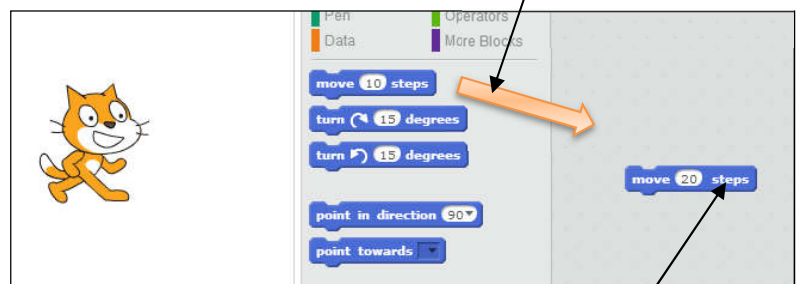 Pen Operators
Data More Blocks
move 10 steps
turn 15 degrees
turn 15 degrees
point in direction 90
point towards
move 20 steps